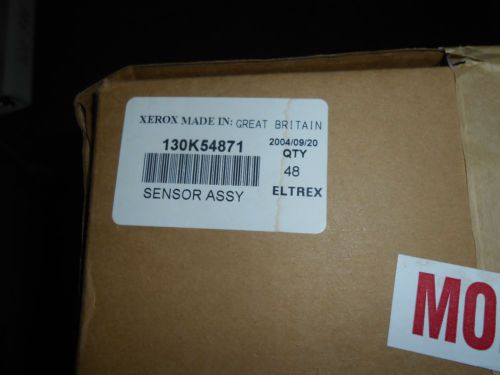 XEROX MADE IN: GREAT BRITAIN
130K54871 2004/09/20
QTY
48
SENSOR ASSY ELTREX
MO